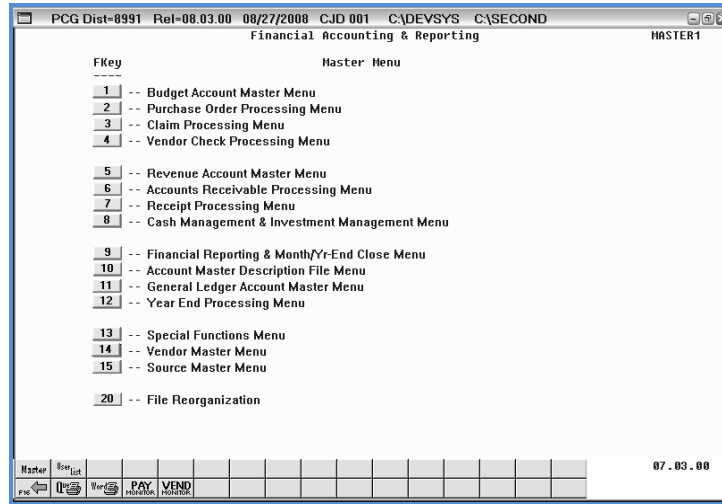 PCG Dist=8991 Rel=08.03.00 08/27/2008 CJD 001 C:\DEVSYS C:\SECOND
Financial Accounting & Reporting MASTER1
FKey Master Menu
----
1 -- Budget Account Master Menu
2 -- Purchase Order Processing Menu
3 -- Claim Processing Menu
4 -- Vendor Check Processing Menu
5 -- Revenue Account Master Menu
6 -- Accounts Receivable Processing Menu
7 -- Receipt Processing Menu
8 -- Cash Management & Investment Management Menu
9 -- Financial Reporting & Month/Yr-End Close Menu
10 -- Account Master Description File Menu
11 -- General Ledger Account Master Menu
12 -- Year End Processing Menu
13 -- Special Functions Menu
14 -- Vendor Master Menu
15 -- Source Master Menu
20 -- File Reorganization
Master User List 07.03.00
F16 Que Word PAY MONITOR VEND MONITOR